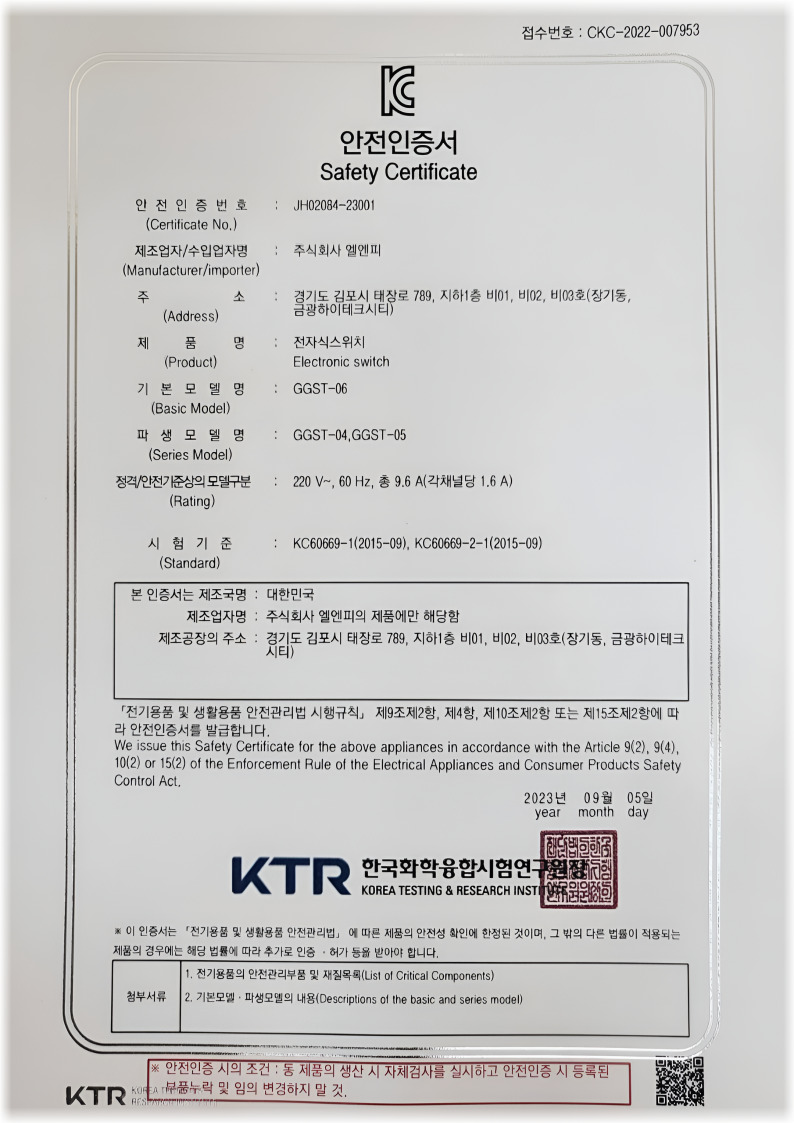 접수번호 : CKC-2022-007953
안전인증서
Safety Certificate
안 전 인 증 번 호 : JH02084-23001
(Certificate No.)
제조업자/수입업자명 : 주식회사 엘엔피
(Manufacturer/importer)
주 소 : 경기도 김포시 태장로 789, 지하1층 비01, 비02, 비03호(장기동,
금광하이테크시티)
(Address)
제 품 명 : 전자식스위치
(Product) Electronic switch
기 본 모 델 명 : GGST-06
(Basic Model)
파 생 모 델 명 : GGST-04,GGST-05
(Series Model)
정격/안전기준상의 모델구분 : 220 V~, 60 Hz, 총 9.6 A(각채널당 1.6 A)
(Rating)
시 험 기 준 : KC60669-1(2015-09), KC60669-2-1(2015-09)
(Standard)
본 인증서는 제조국명 : 대한민국
제조업자명 : 주식회사 엘엔피의 제품에만 해당함
제조공장의 주소 : 경기도 김포시 태장로 789, 지하1층 비01, 비02, 비03호(장기동, 금광하이테크
시티)
「전기용품 및 생활용품 안전관리법 시행규칙」 제9조제2항, 제4항, 제10조제2항 또는 제15조제2항에 따
라 안전인증서를 발급합니다.
We issue this Safety Certificate for the above appliances in accordance with the Article 9(2), 9(4),
10(2) or 15(2) of the Enforcement Rule of the Electrical Appliances and Consumer Products Safety
Control Act.
2023년 09월 05일
year month day
KTR 한국화학융합시험연구원장
KOREA TESTING & RESEARCH INSTITUTE
※ 이 인증서는 「전기용품 및 생활용품 안전관리법」 에 따른 제품의 안전성 확인에 한정된 것이며, 그 밖의 다른 법률이 적용되는
제품의 경우에는 해당 법률에 따라 추가로 인증 · 허가 등을 받아야 합니다.
첨부서류
1. 전기용품의 안전관리부품 및 재질목록(List of Critical Components)
2. 기본모델 · 파생모델의 내용(Descriptions of the basic and series model)
※ 안전인증 시의 조건 : 동 제품의 생산 시 자체검사를 실시하고 안전인증 시 등록된
부품누락 및 임의 변경하지 말 것.
KTR